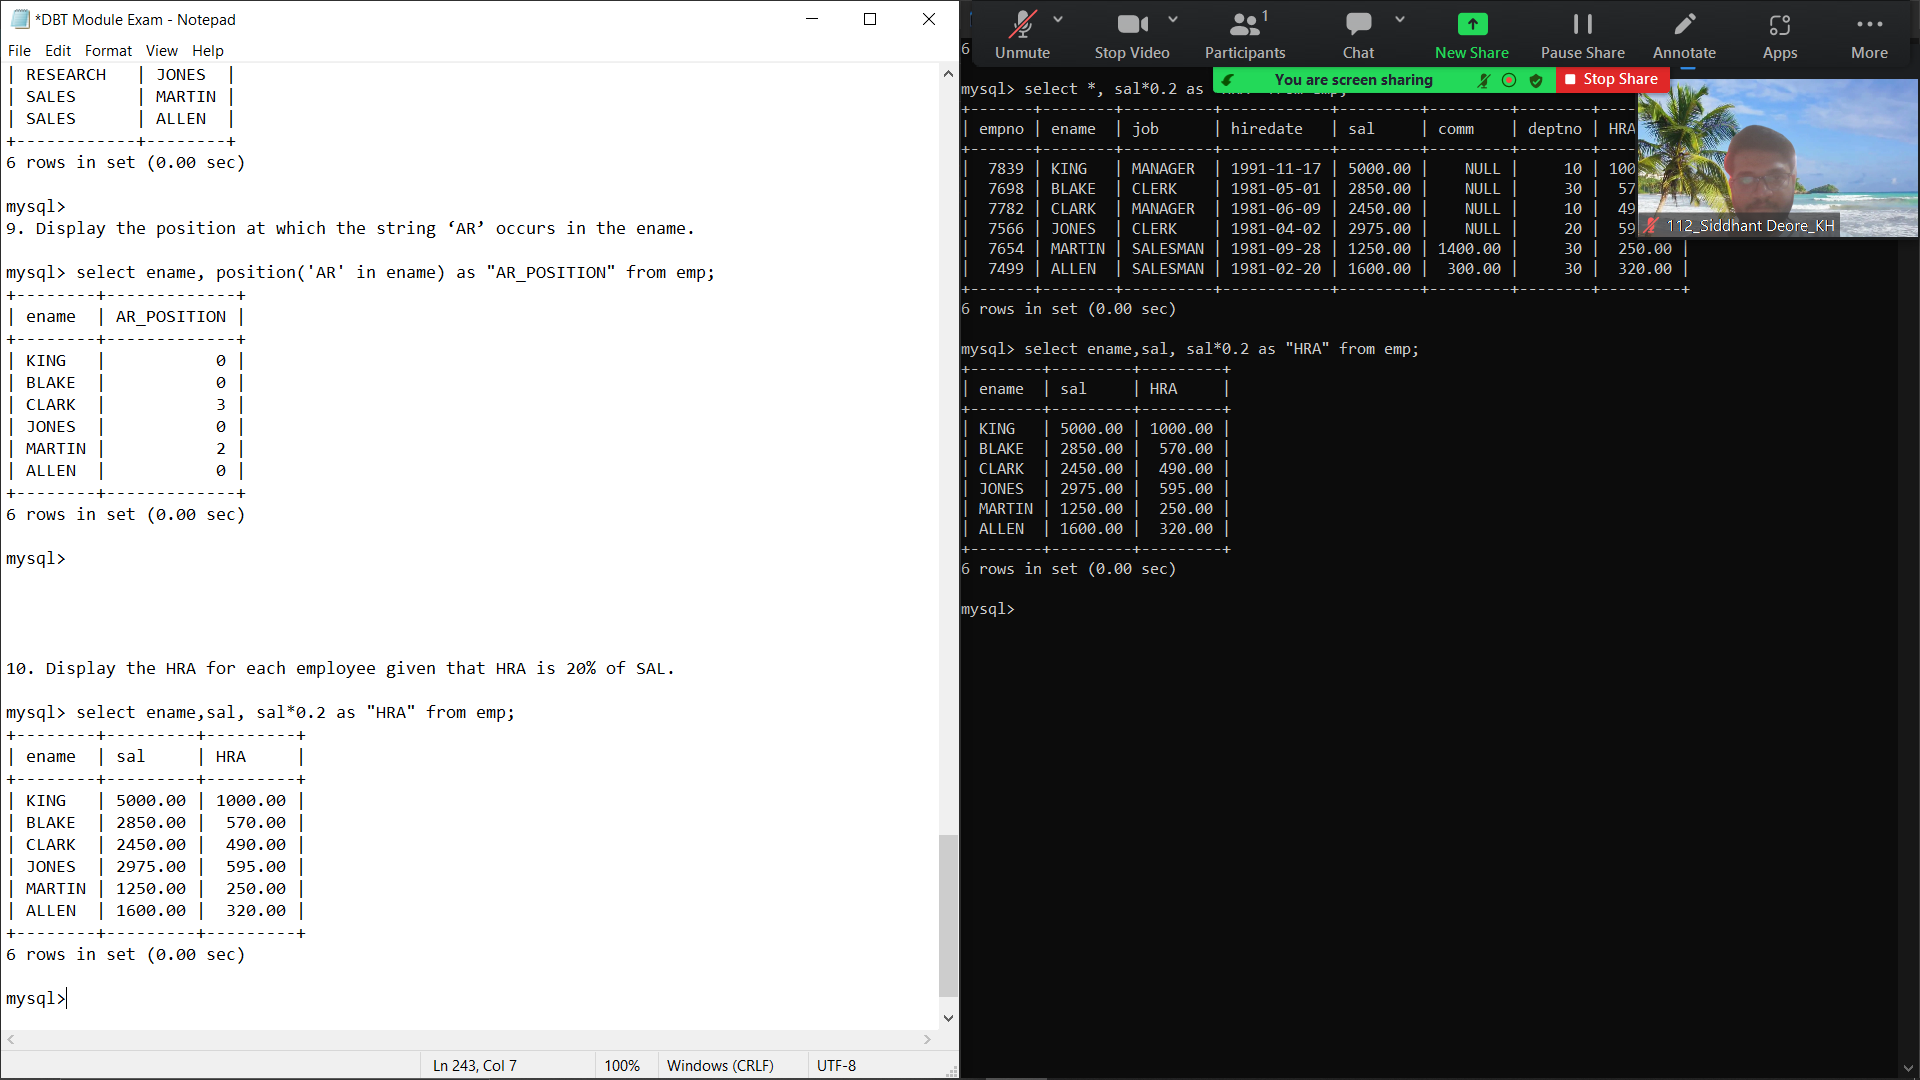 *DBT Module Exam - Notepad
File Edit Format View Help
| RESEARCH   | JONES  |
| SALES      | MARTIN |
| SALES      | ALLEN  |
+------------+--------+
6 rows in set (0.00 sec)
mysql>
9. Display the position at which the string ‘AR’ occurs in the ename.
mysql> select ename, position('AR' in ename) as "AR_POSITION" from emp;
+--------+-------------+
| ename  | AR_POSITION |
+--------+-------------+
| KING   |           0 |
| BLAKE  |           0 |
| CLARK  |           3 |
| JONES  |           0 |
| MARTIN |           2 |
| ALLEN  |           0 |
+--------+-------------+
6 rows in set (0.00 sec)
mysql>
10. Display the HRA for each employee given that HRA is 20% of SAL.
mysql> select ename,sal, sal*0.2 as "HRA" from emp;
+--------+---------+---------+
| ename  | sal     | HRA     |
+--------+---------+---------+
| KING   | 5000.00 | 1000.00 |
| BLAKE  | 2850.00 |  570.00 |
| CLARK  | 2450.00 |  490.00 |
| JONES  | 2975.00 |  595.00 |
| MARTIN | 1250.00 |  250.00 |
| ALLEN  | 1600.00 |  320.00 |
+--------+---------+---------+
6 rows in set (0.00 sec)
mysql>
Ln 243, Col 7 100% Windows (CRLF) UTF-8
1
Unmute Stop Video Participants Chat New Share Pause Share Annotate Apps More
You are screen sharing Stop Share
6
mysql> select *, sal*0.2 as
+-------+--------+----------+------------+---------+---------+--------+----
| empno | ename  | job      | hiredate   | sal     | comm    | deptno | HRA
+-------+--------+----------+------------+---------+---------+--------+----
|  7839 | KING   | MANAGER  | 1991-11-17 | 5000.00 |    NULL |     10 | 100
|  7698 | BLAKE  | CLERK    | 1981-05-01 | 2850.00 |    NULL |     30 |  57
|  7782 | CLARK  | MANAGER  | 1981-06-09 | 2450.00 |    NULL |     10 |  49
|  7566 | JONES  | CLERK    | 1981-04-02 | 2975.00 |    NULL |     20 |  59
|  7654 | MARTIN | SALESMAN | 1981-09-28 | 1250.00 | 1400.00 |     30 |  250.00 |
|  7499 | ALLEN  | SALESMAN | 1981-02-20 | 1600.00 |  300.00 |     30 |  320.00 |
+-------+--------+----------+------------+---------+---------+--------+---------+
6 rows in set (0.00 sec)
mysql> select ename,sal, sal*0.2 as "HRA" from emp;
+--------+---------+---------+
| ename  | sal     | HRA     |
+--------+---------+---------+
| KING   | 5000.00 | 1000.00 |
| BLAKE  | 2850.00 |  570.00 |
| CLARK  | 2450.00 |  490.00 |
| JONES  | 2975.00 |  595.00 |
| MARTIN | 1250.00 |  250.00 |
| ALLEN  | 1600.00 |  320.00 |
+--------+---------+---------+
6 rows in set (0.00 sec)
mysql>
112_Siddhant Deore_KH